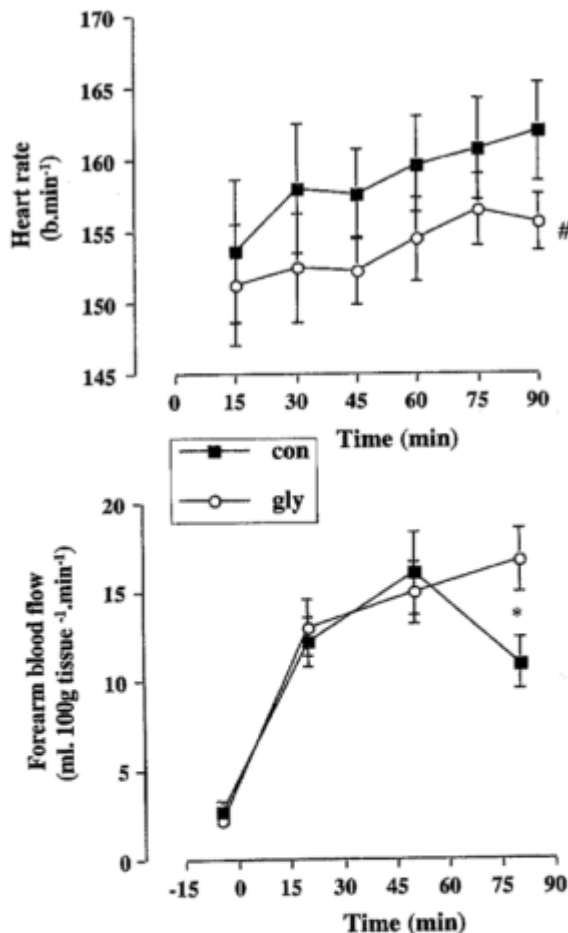 170
165
160
155
150
145
Heart rate
(b.min⁻¹)
#
0 15 30 45 60 75 90
Time (min)
con
gly
20
15
10
5
0
Forearm blood flow
(ml. 100g tissue ⁻¹.min⁻¹)
*
-15 0 15 30 45 60 75 90
Time (min)